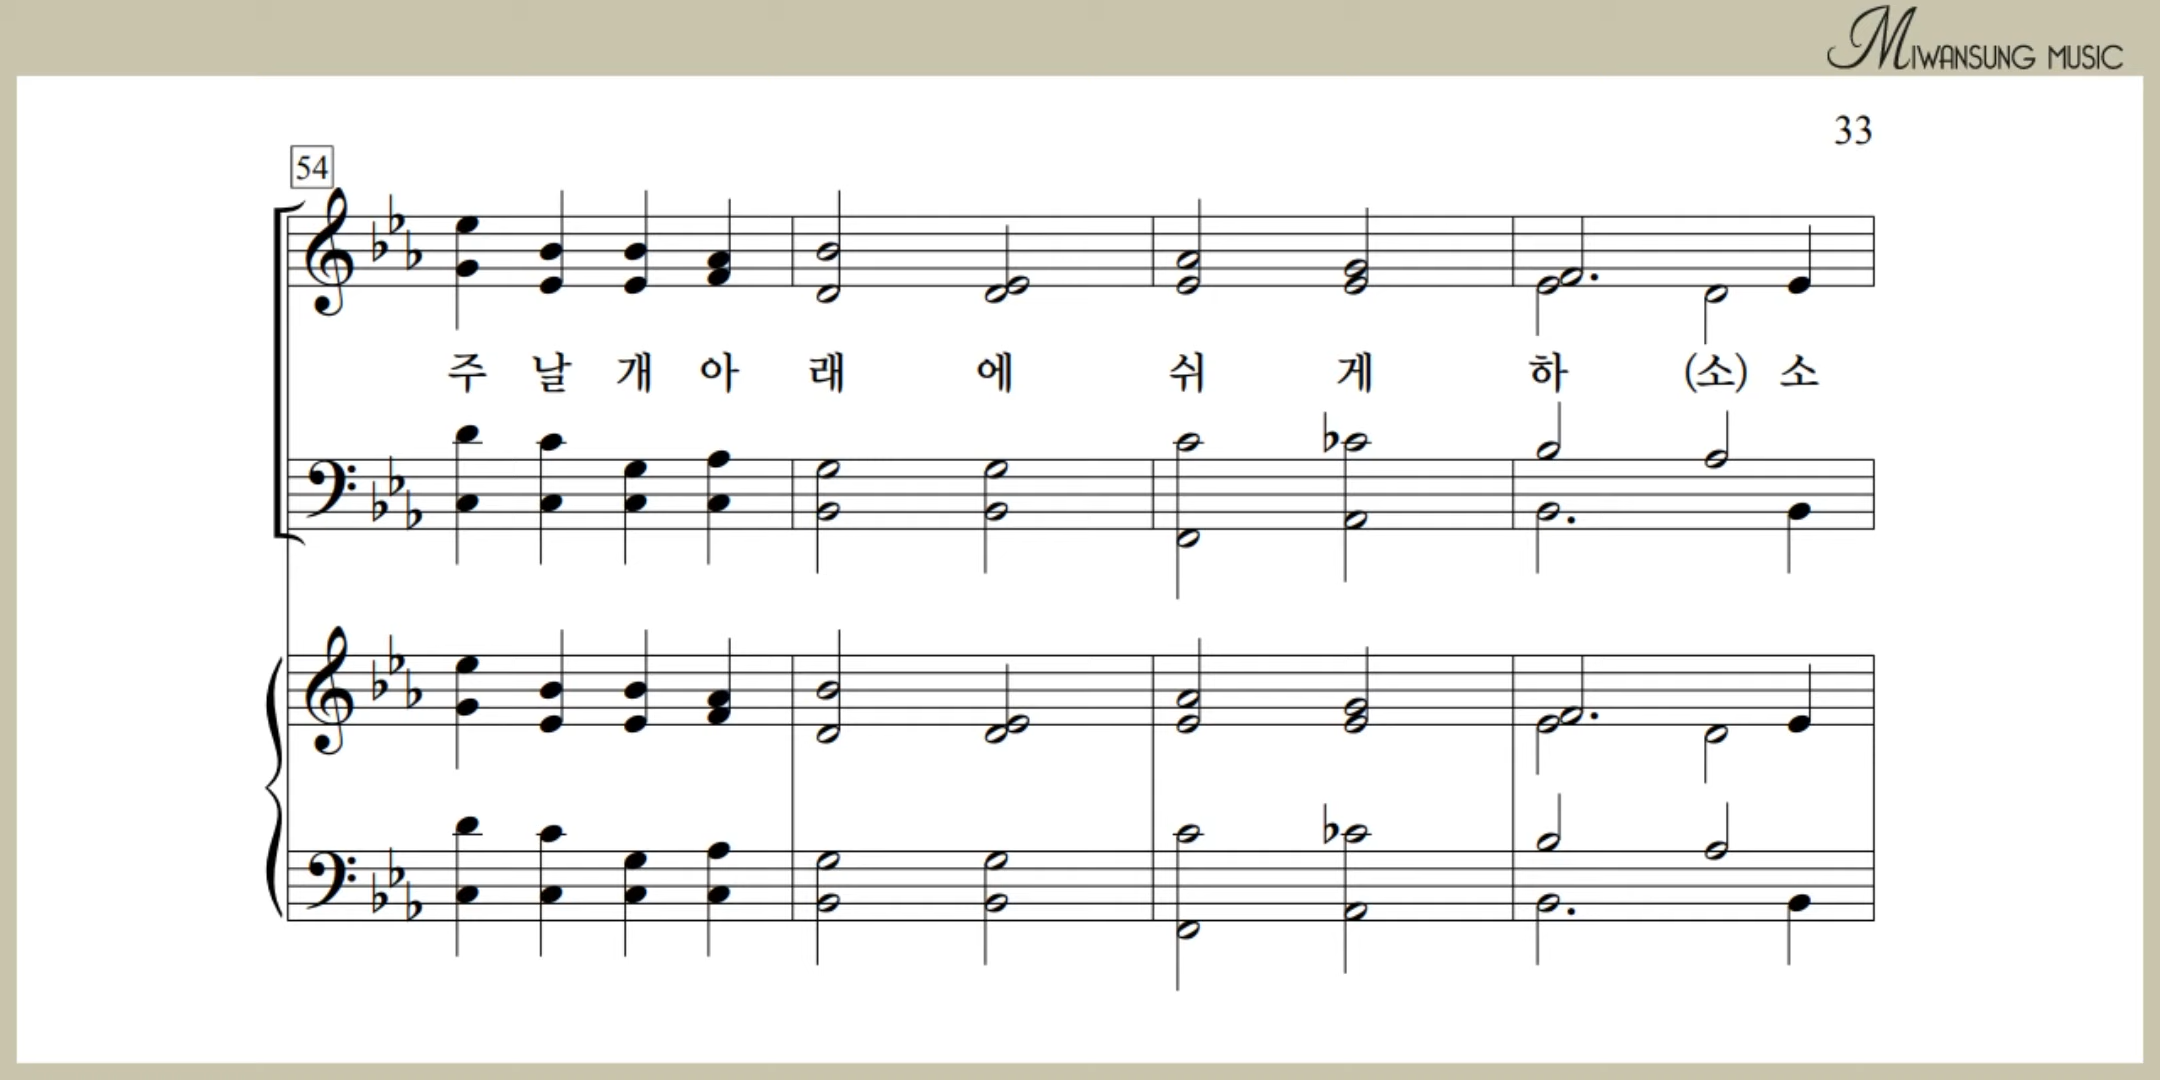 MIWANSUNG MUSIC
33
54
주 날 개 아 래 에 쉬 게 하 (소) 소